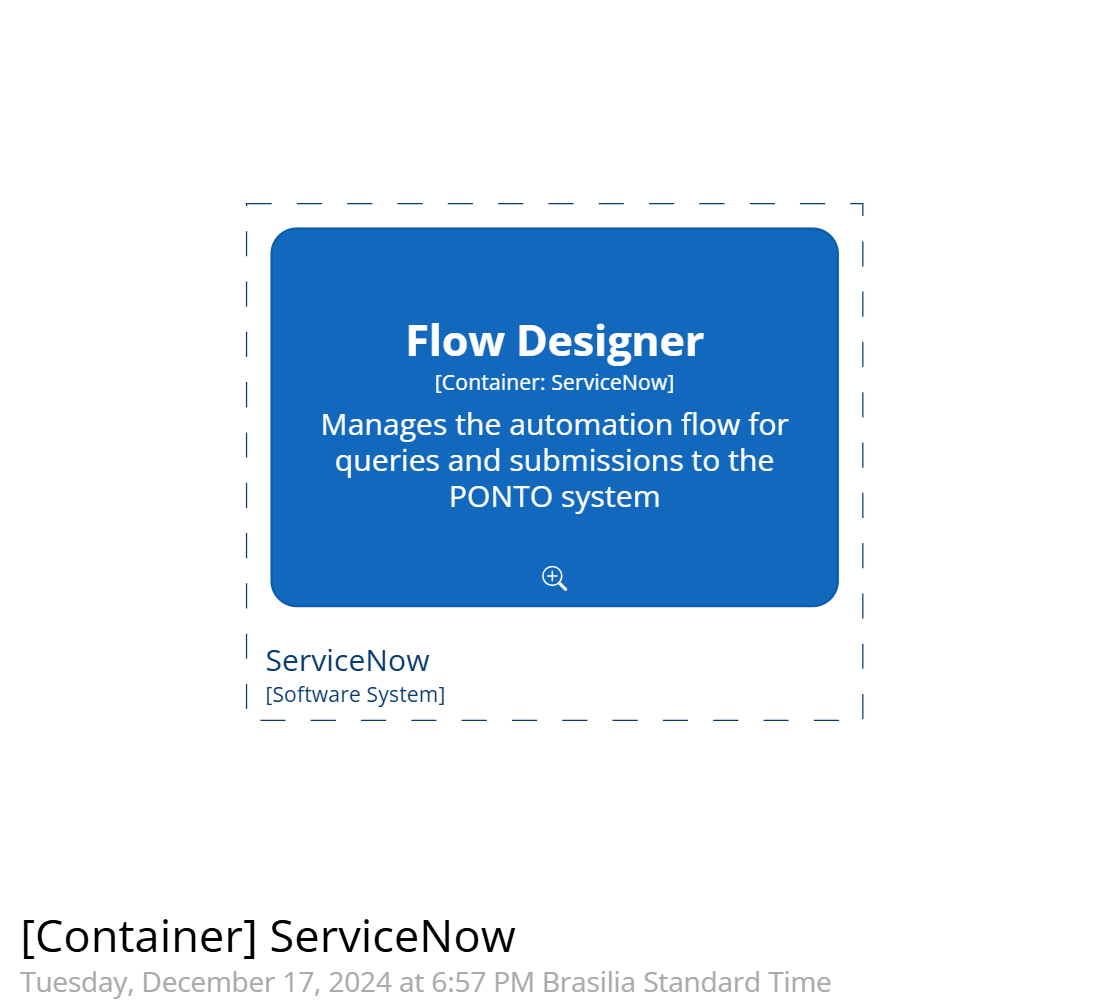 Flow Designer
[Container: ServiceNow]
Manages the automation flow for
queries and submissions to the
PONTO system
ServiceNow
[Software System]
[Container] ServiceNow
Tuesday, December 17, 2024 at 6:57 PM Brasilia Standard Time